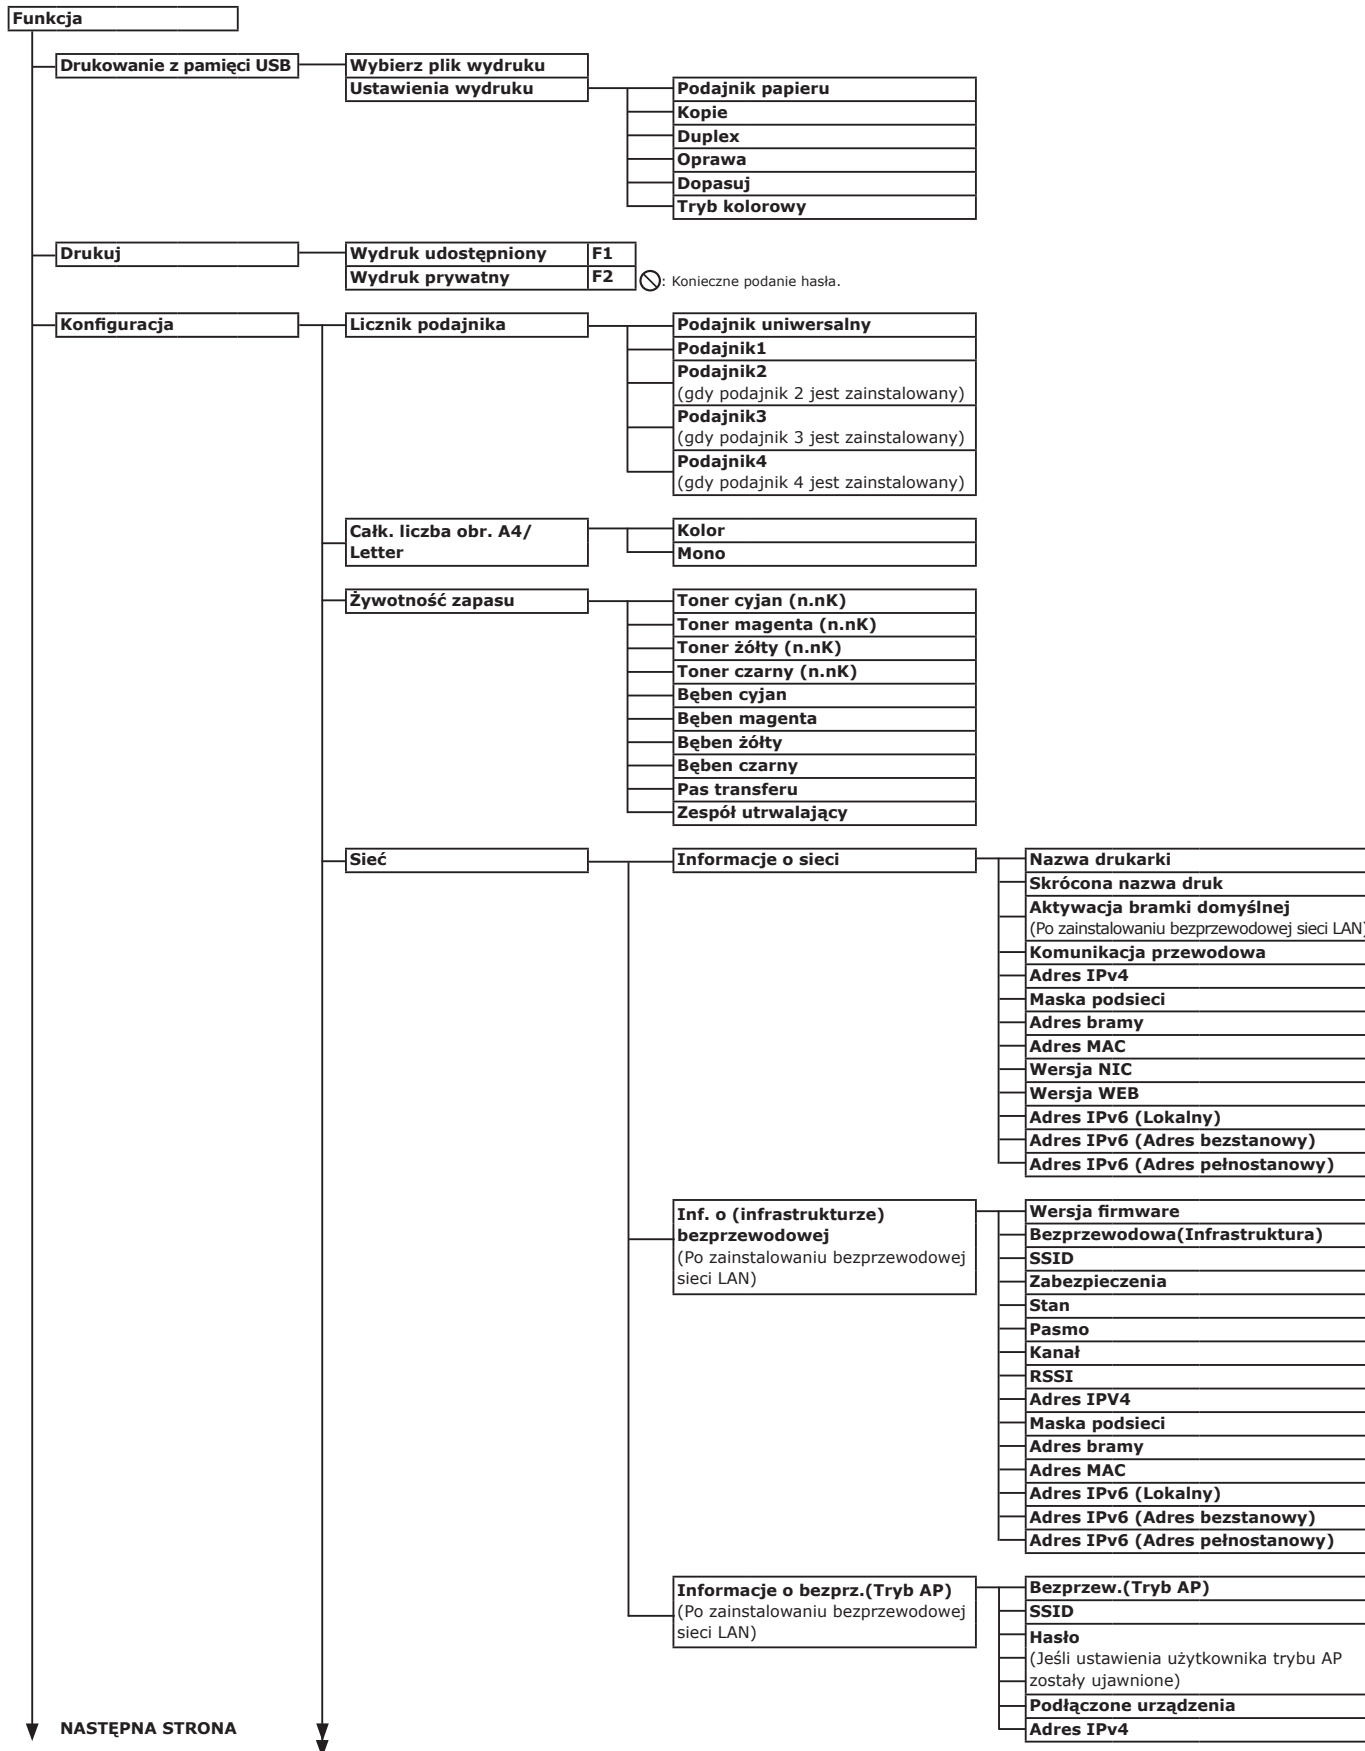 Funkcja
Drukowanie z pamięci USB
Wybierz plik wydruku
Ustawienia wydruku
Podajnik papieru
Kopie
Duplex
Oprawa
Dopasuj
Tryb kolorowy
Drukuj
Wydruk udostępniony F1
Wydruk prywatny F2
: Konieczne podanie hasła.
Konfiguracja
Licznik podajnika
Podajnik uniwersalny
Podajnik1
Podajnik2
(gdy podajnik 2 jest zainstalowany)
Podajnik3
(gdy podajnik 3 jest zainstalowany)
Podajnik4
(gdy podajnik 4 jest zainstalowany)
Całk. liczba obr. A4/
Letter
Kolor
Mono
Żywotność zapasu
Toner cyjan (n.nK)
Toner magenta (n.nK)
Toner żółty (n.nK)
Toner czarny (n.nK)
Bęben cyjan
Bęben magenta
Bęben żółty
Bęben czarny
Pas transferu
Zespół utrwalający
Sieć
Informacje o sieci
Nazwa drukarki
Skrócona nazwa druk
Aktywacja bramki domyślnej
(Po zainstalowaniu bezprzewodowej sieci LAN)
Komunikacja przewodowa
Adres IPv4
Maska podsieci
Adres bramy
Adres MAC
Wersja NIC
Wersja WEB
Adres IPv6 (Lokalny)
Adres IPv6 (Adres bezstanowy)
Adres IPv6 (Adres pełnostanowy)
Inf. o (infrastrukturze)
bezprzewodowej
(Po zainstalowaniu bezprzewodowej
sieci LAN)
Wersja firmware
Bezprzewodowa(Infrastruktura)
SSID
Zabezpieczenia
Stan
Pasmo
Kanał
RSSI
Adres IPV4
Maska podsieci
Adres bramy
Adres MAC
Adres IPv6 (Lokalny)
Adres IPv6 (Adres bezstanowy)
Adres IPv6 (Adres pełnostanowy)
Informacje o bezprz.(Tryb AP)
(Po zainstalowaniu bezprzewodowej
sieci LAN)
Bezprzew.(Tryb AP)
SSID
Hasło
(Jeśli ustawienia użytkownika trybu AP
zostały ujawnione)
Podłączone urządzenia
Adres IPv4
NASTĘPNA STRONA